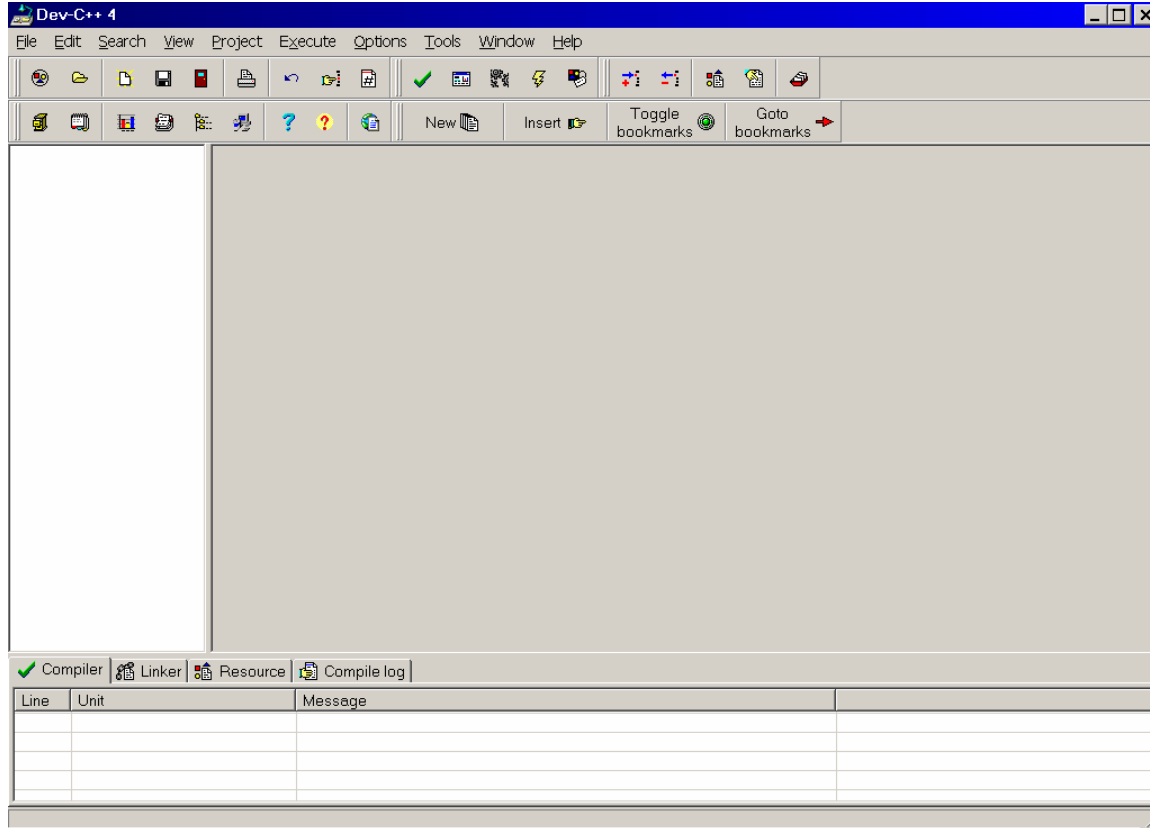 Dev-C++ 4
File Edit Search View Project Execute Options Tools Window Help
New Insert Toggle bookmarks Goto bookmarks
Compiler Linker Resource Compile log
Line Unit Message